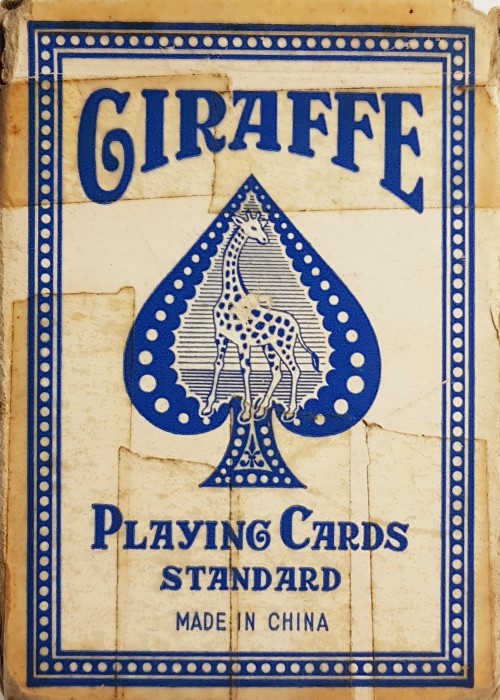 GIRAFFE
PLAYING CARDS
STANDARD
MADE IN CHINA